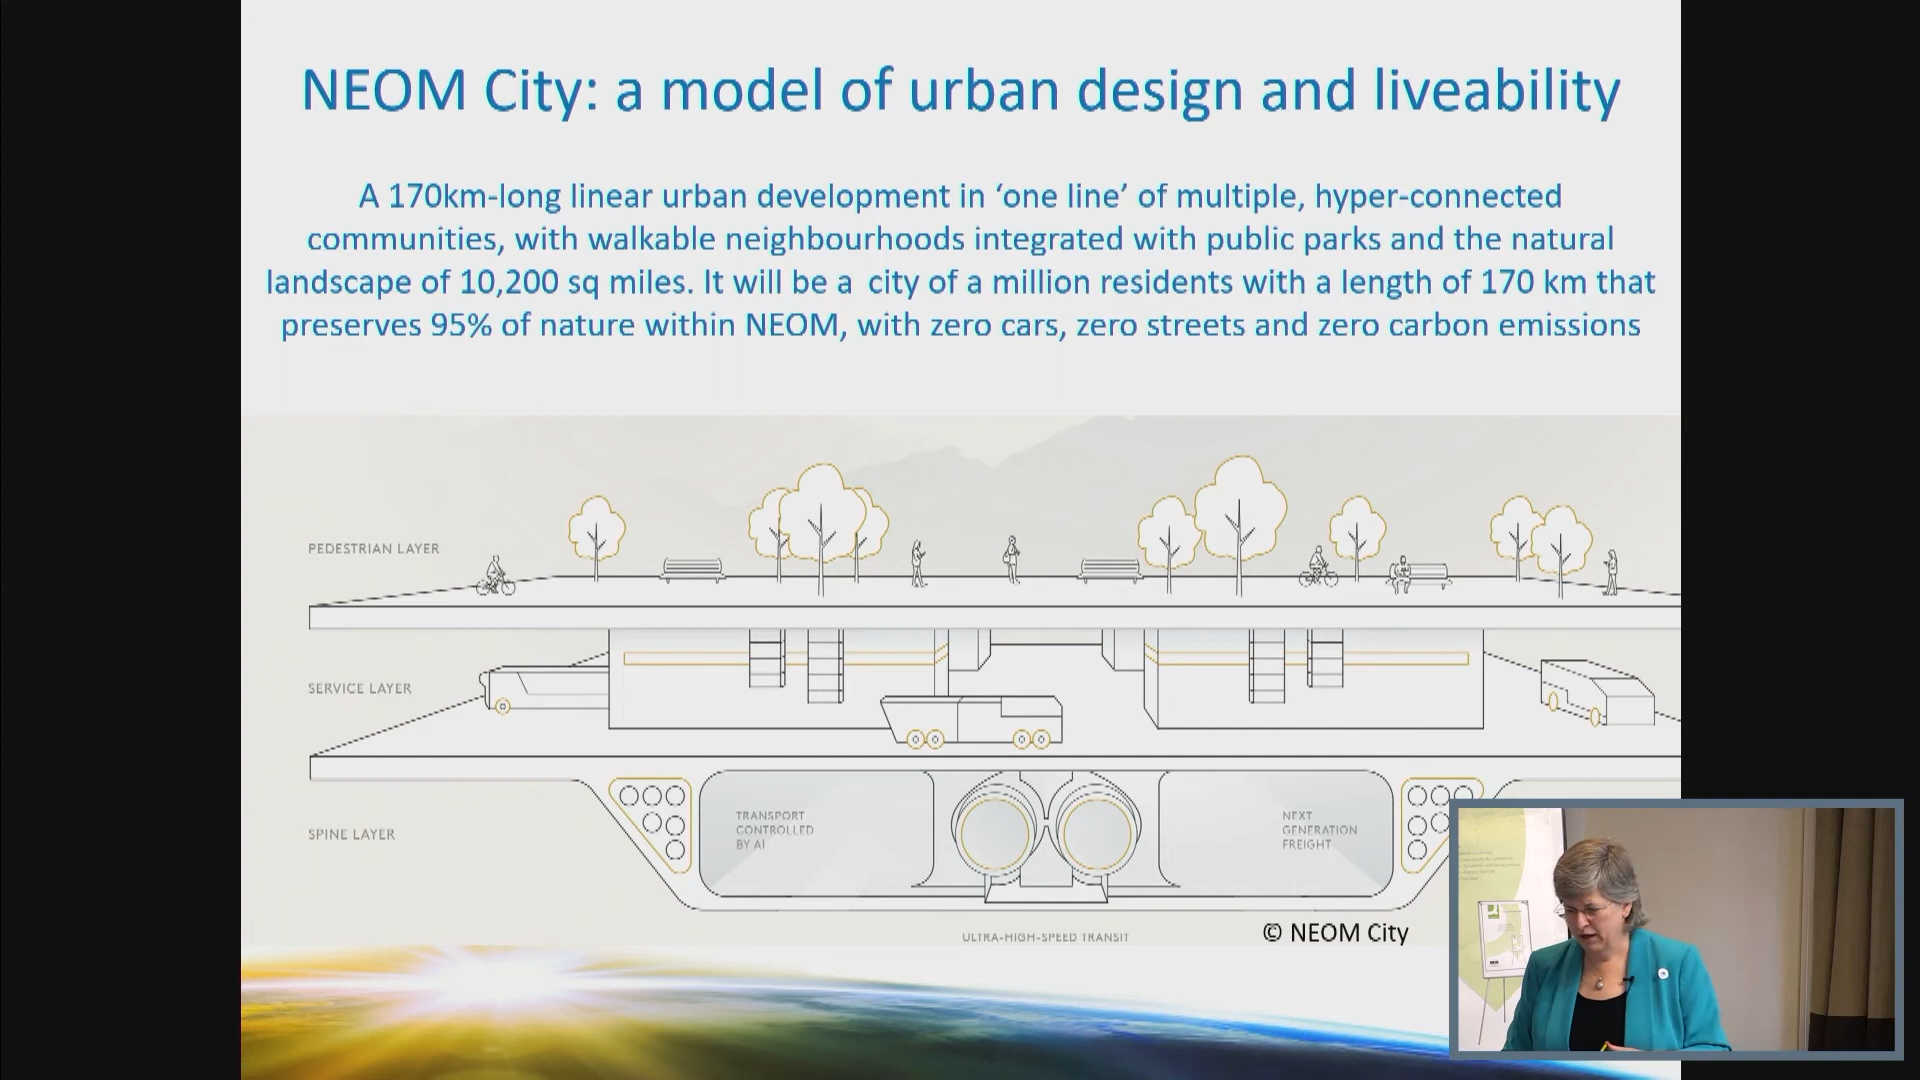 NEOM City: a model of urban design and liveability
A 170km-long linear urban development in ‘one line’ of multiple, hyper-connected
communities, with walkable neighbourhoods integrated with public parks and the natural
landscape of 10,200 sq miles. It will be a city of a million residents with a length of 170 km that
preserves 95% of nature within NEOM, with zero cars, zero streets and zero carbon emissions
PEDESTRIAN LAYER
SERVICE LAYER
SPINE LAYER
TRANSPORT
CONTROLLED
BY AI
NEXT
GENERATION
FREIGHT
ULTRA-HIGH-SPEED TRANSIT
© NEOM City